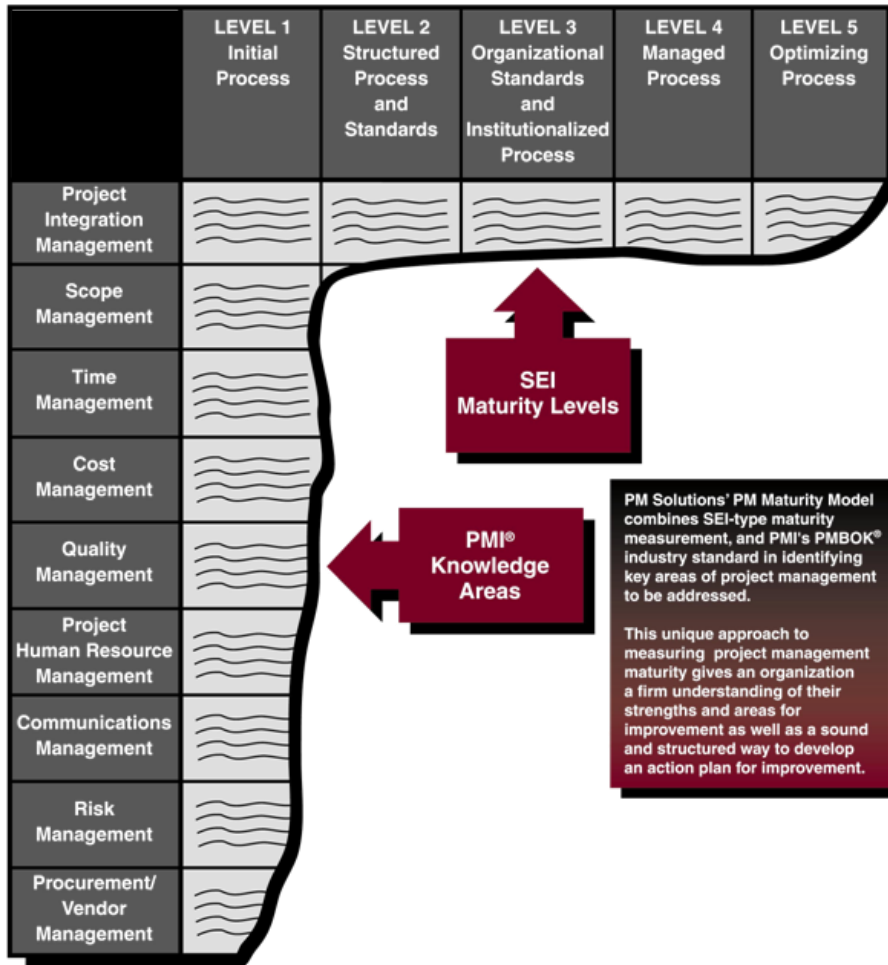 LEVEL 1
Initial
Process
LEVEL 2
Structured
Process
and
Standards
LEVEL 3
Organizational
Standards
and
Institutionalized
Process
LEVEL 4
Managed
Process
LEVEL 5
Optimizing
Process
Project
Integration
Management
Scope
Management
Time
Management
Cost
Management
Quality
Management
Project
Human Resource
Management
Communications
Management
Risk
Management
Procurement/
Vendor
Management
SEI
Maturity Levels
PMI®
Knowledge
Areas
PM Solutions' PM Maturity Model
combines SEI-type maturity
measurement, and PMI's PMBOK®
industry standard in identifying
key areas of project management
to be addressed.
This unique approach to
measuring project management
maturity gives an organization
a firm understanding of their
strengths and areas for
improvement as well as a sound
and structured way to develop
an action plan for improvement.